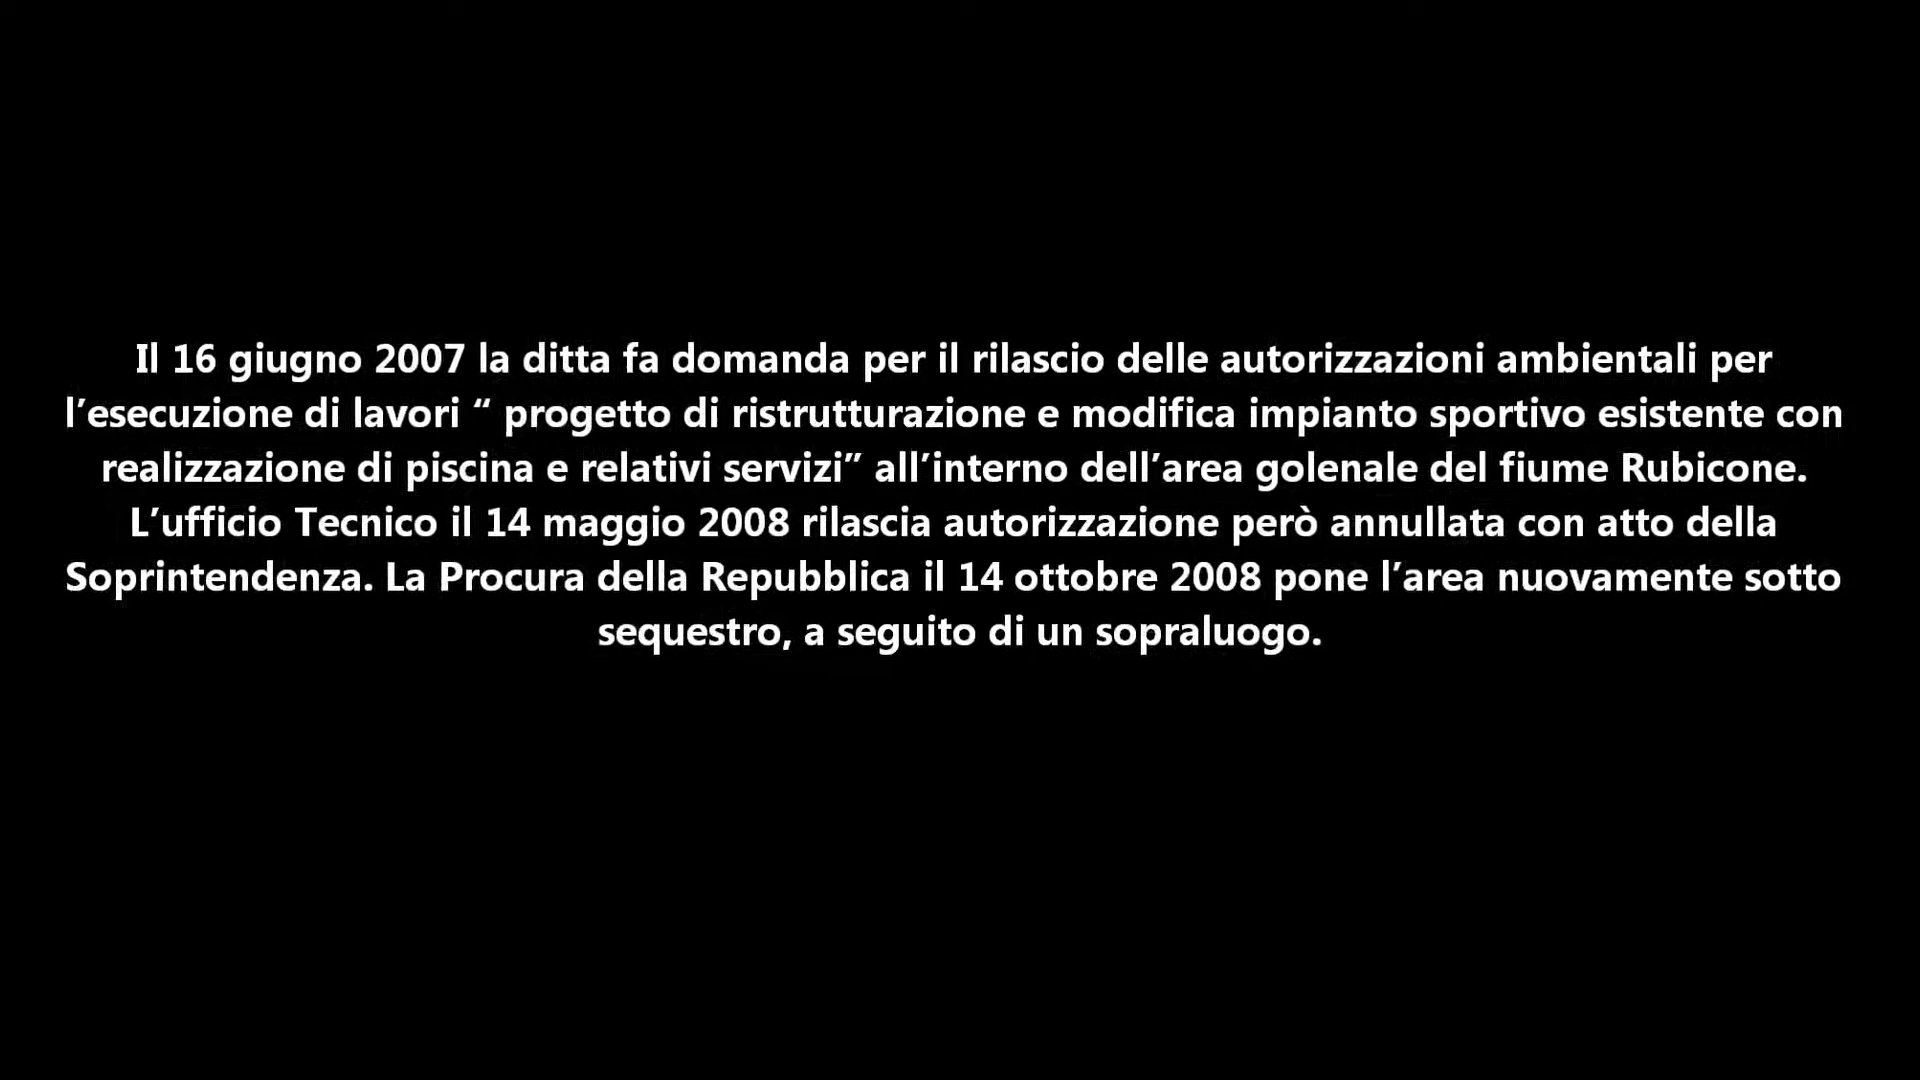 Il 16 giugno 2007 la ditta fa domanda per il rilascio delle autorizzazioni ambientali per
l’esecuzione di lavori “ progetto di ristrutturazione e modifica impianto sportivo esistente con
realizzazione di piscina e relativi servizi” all’interno dell’area golenale del fiume Rubicone.
L’ufficio Tecnico il 14 maggio 2008 rilascia autorizzazione però annullata con atto della
Soprintendenza. La Procura della Repubblica il 14 ottobre 2008 pone l’area nuovamente sotto
sequestro, a seguito di un sopraluogo.